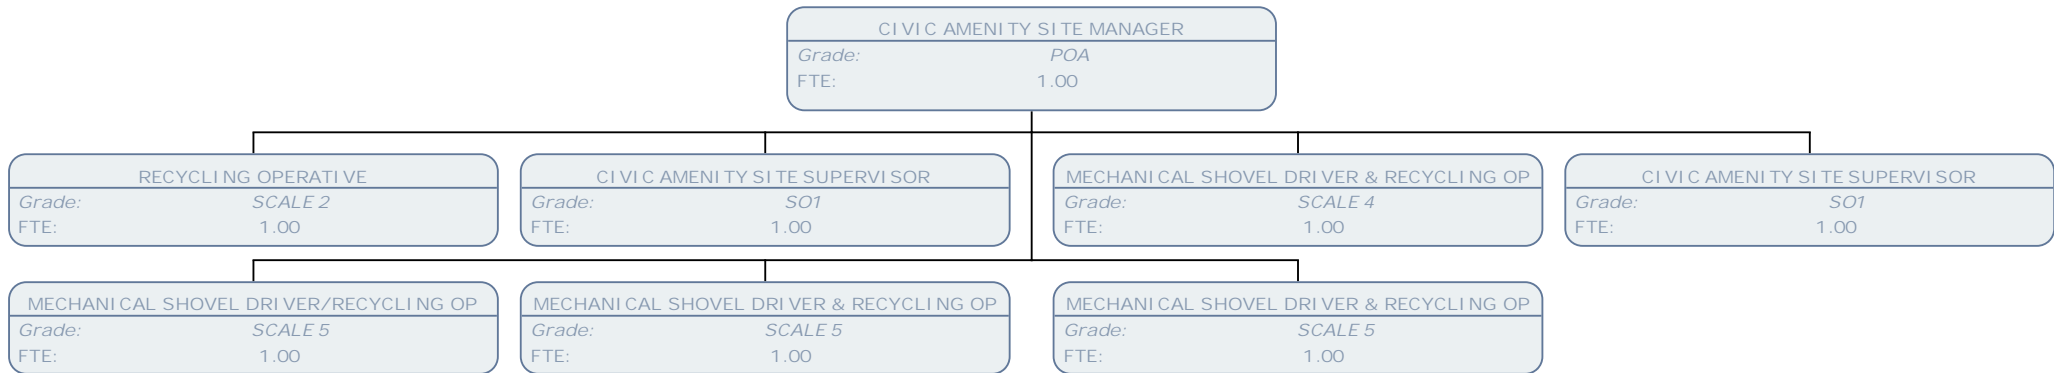 CIVIC AMENITY SITE MANAGER
Grade: POA
FTE: 1.00
RECYCLING OPERATIVE
Grade: SCALE 2
FTE: 1.00
CIVIC AMENITY SITE SUPERVISOR
Grade: SO1
FTE: 1.00
MECHANICAL SHOVEL DRIVER & RECYCLING OP
Grade: SCALE 4
FTE: 1.00
CIVIC AMENITY SITE SUPERVISOR
Grade: SO1
FTE: 1.00
MECHANICAL SHOVEL DRIVER/RECYCLING OP
Grade: SCALE 5
FTE: 1.00
MECHANICAL SHOVEL DRIVER & RECYCLING OP
Grade: SCALE 5
FTE: 1.00
MECHANICAL SHOVEL DRIVER & RECYCLING OP
Grade: SCALE 5
FTE: 1.00